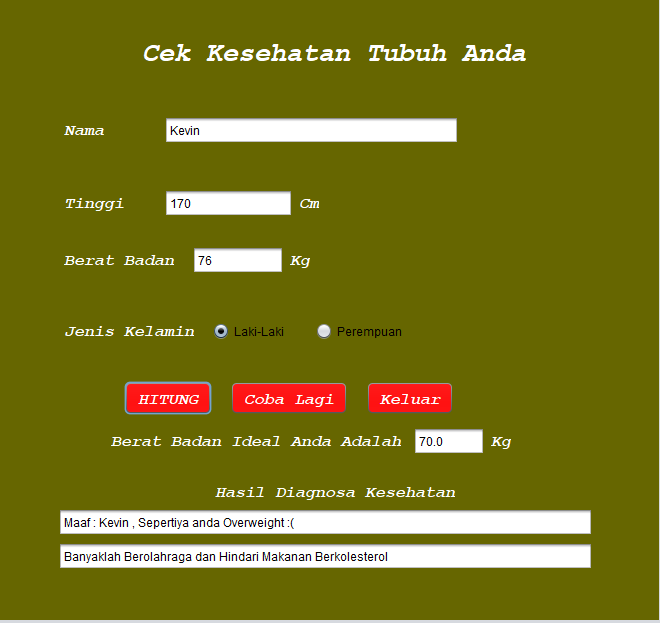 Cek Kesehatan Tubuh Anda
Nama Kevin
Tinggi 170 Cm
Berat Badan 76 Kg
Jenis Kelamin Laki-Laki Perempuan
HITUNG Coba Lagi Keluar
Berat Badan Ideal Anda Adalah 70.0 Kg
Hasil Diagnosa Kesehatan
Maaf : Kevin , Sepertiya anda Overweight :(
Banyaklah Berolahraga dan Hindari Makanan Berkolesterol